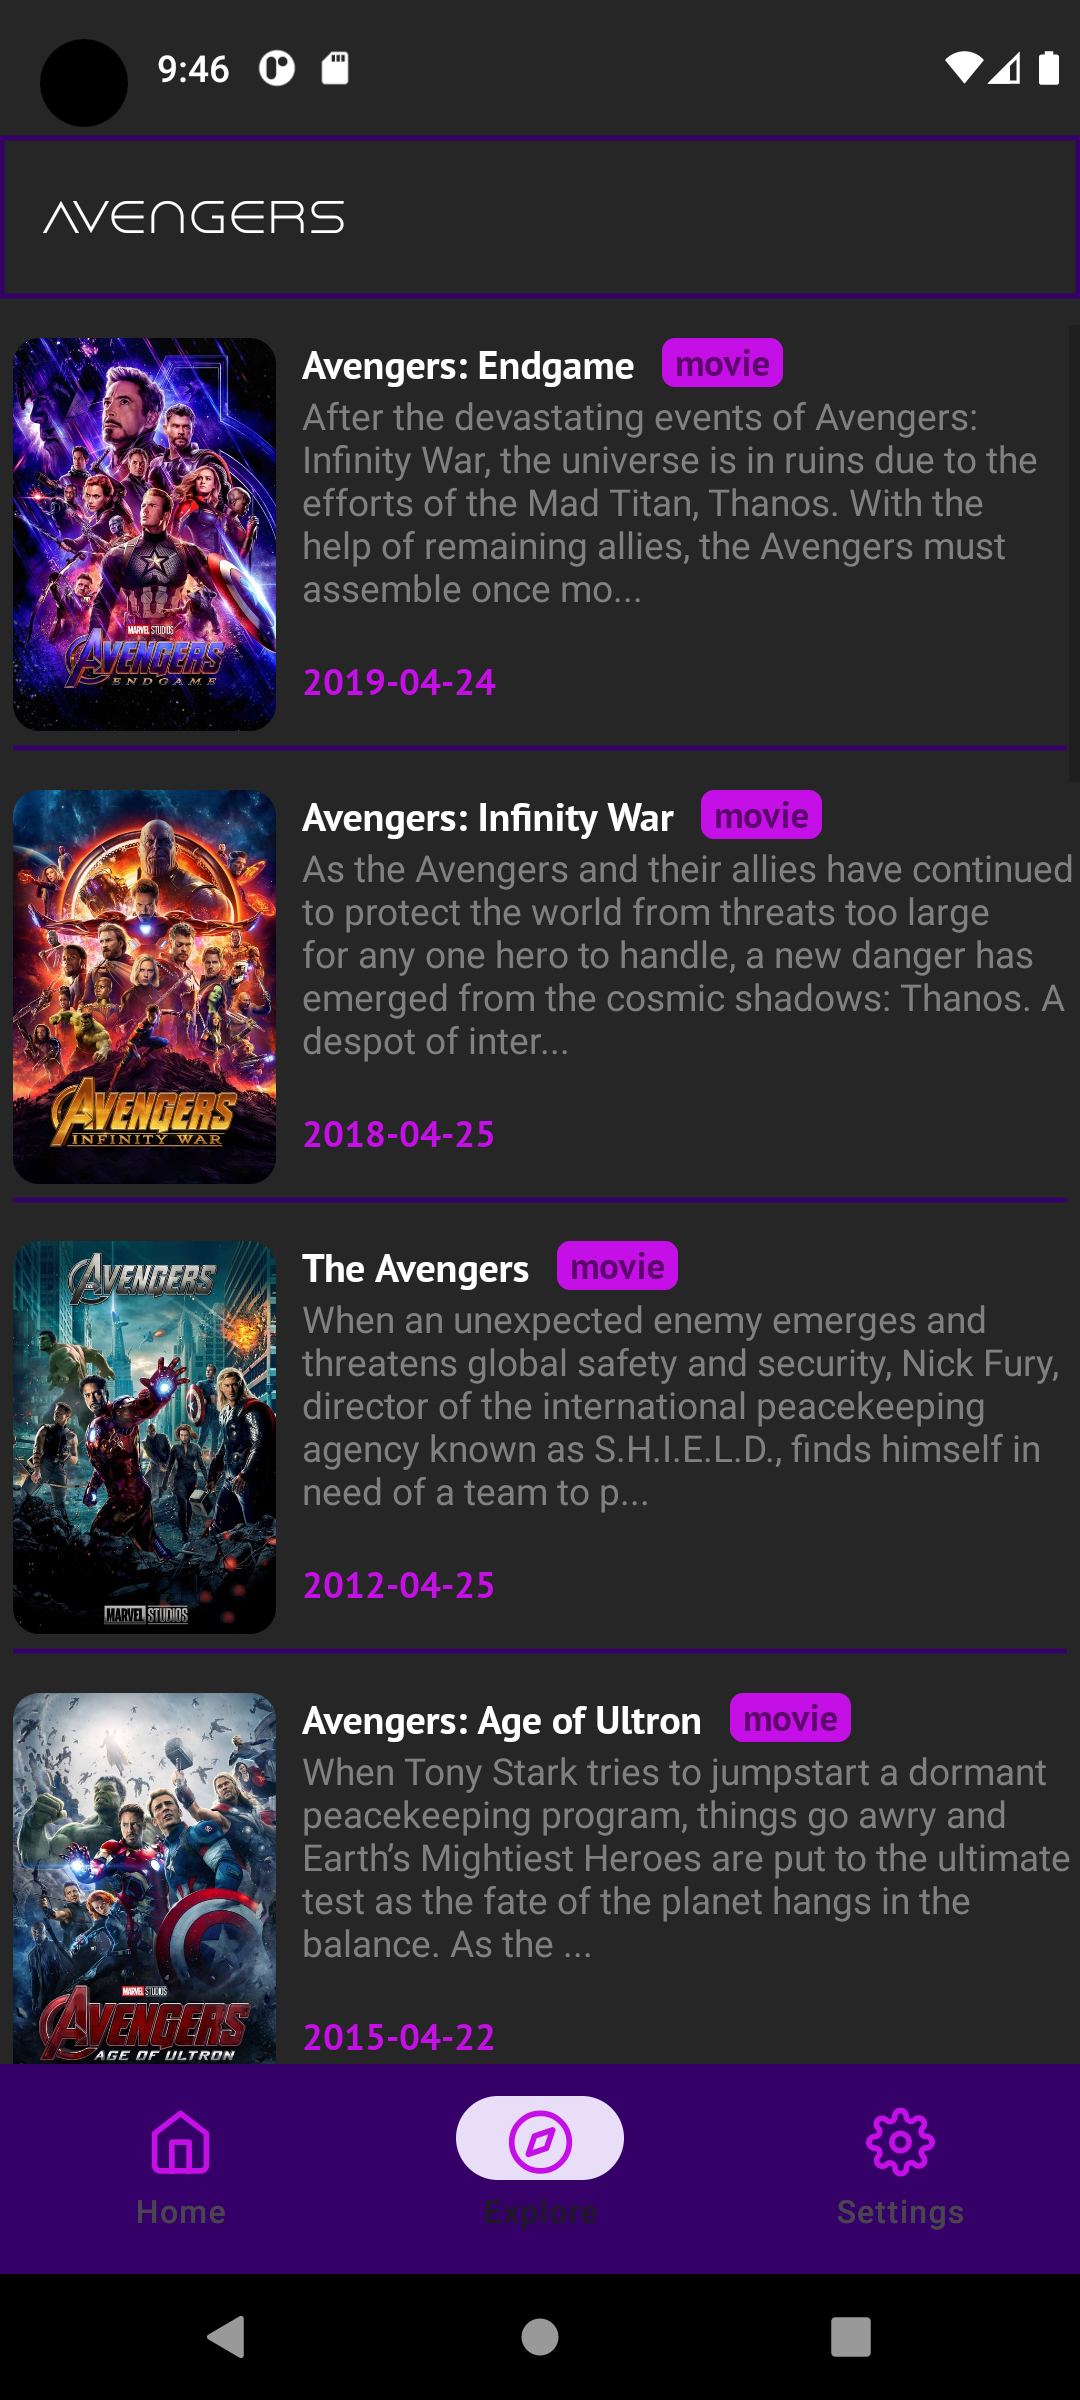 9:46
AVENGERS
Avengers: Endgame movie
After the devastating events of Avengers:
Infinity War, the universe is in ruins due to the
efforts of the Mad Titan, Thanos. With the
help of remaining allies, the Avengers must
assemble once mo...
2019-04-24
MARVEL STUDIOS
AVENGERS
ENDGAME
Avengers: Infinity War movie
As the Avengers and their allies have continued
to protect the world from threats too large
for any one hero to handle, a new danger has
emerged from the cosmic shadows: Thanos. A
despot of inter...
2018-04-25
AVENGERS
INFINITY WAR
The Avengers movie
When an unexpected enemy emerges and
threatens global safety and security, Nick Fury,
director of the international peacekeeping
agency known as S.H.I.E.L.D., finds himself in
need of a team to p...
2012-04-25
AVENGERS
MARVEL STUDIOS
Avengers: Age of Ultron movie
When Tony Stark tries to jumpstart a dormant
peacekeeping program, things go awry and
Earth’s Mightiest Heroes are put to the ultimate
test as the fate of the planet hangs in the
balance. As the ...
2015-04-22
MARVEL STUDIOS
AVENGERS
AGE OF ULTRON
Home
Explore
Settings